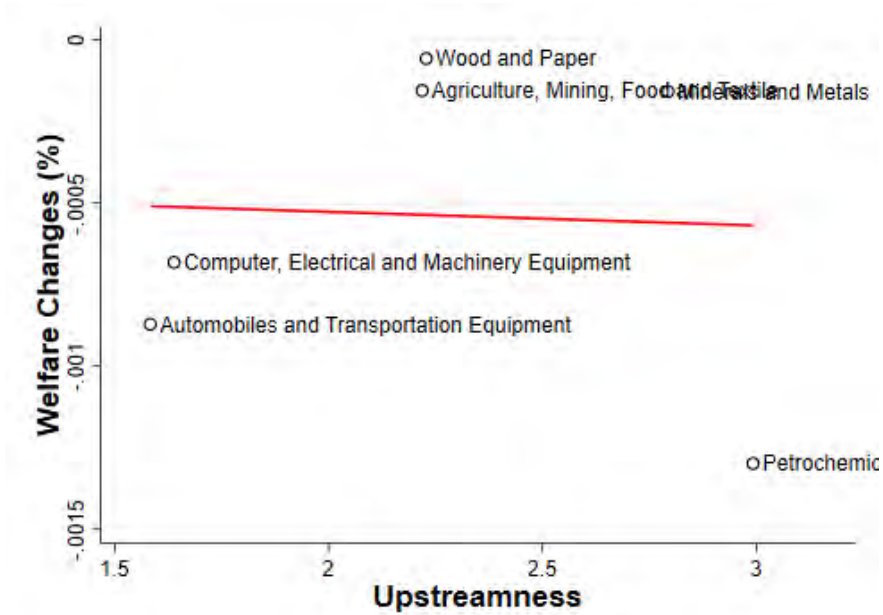 0
Wood and Paper
Agriculture, Mining, Food and Textile
Minerals and Metals
-.0005
Welfare Changes (%)
Computer, Electrical and Machinery Equipment
Automobiles and Transportation Equipment
-.001
Petrochemic
-.0015
1.5 2 2.5 3
Upstreamness